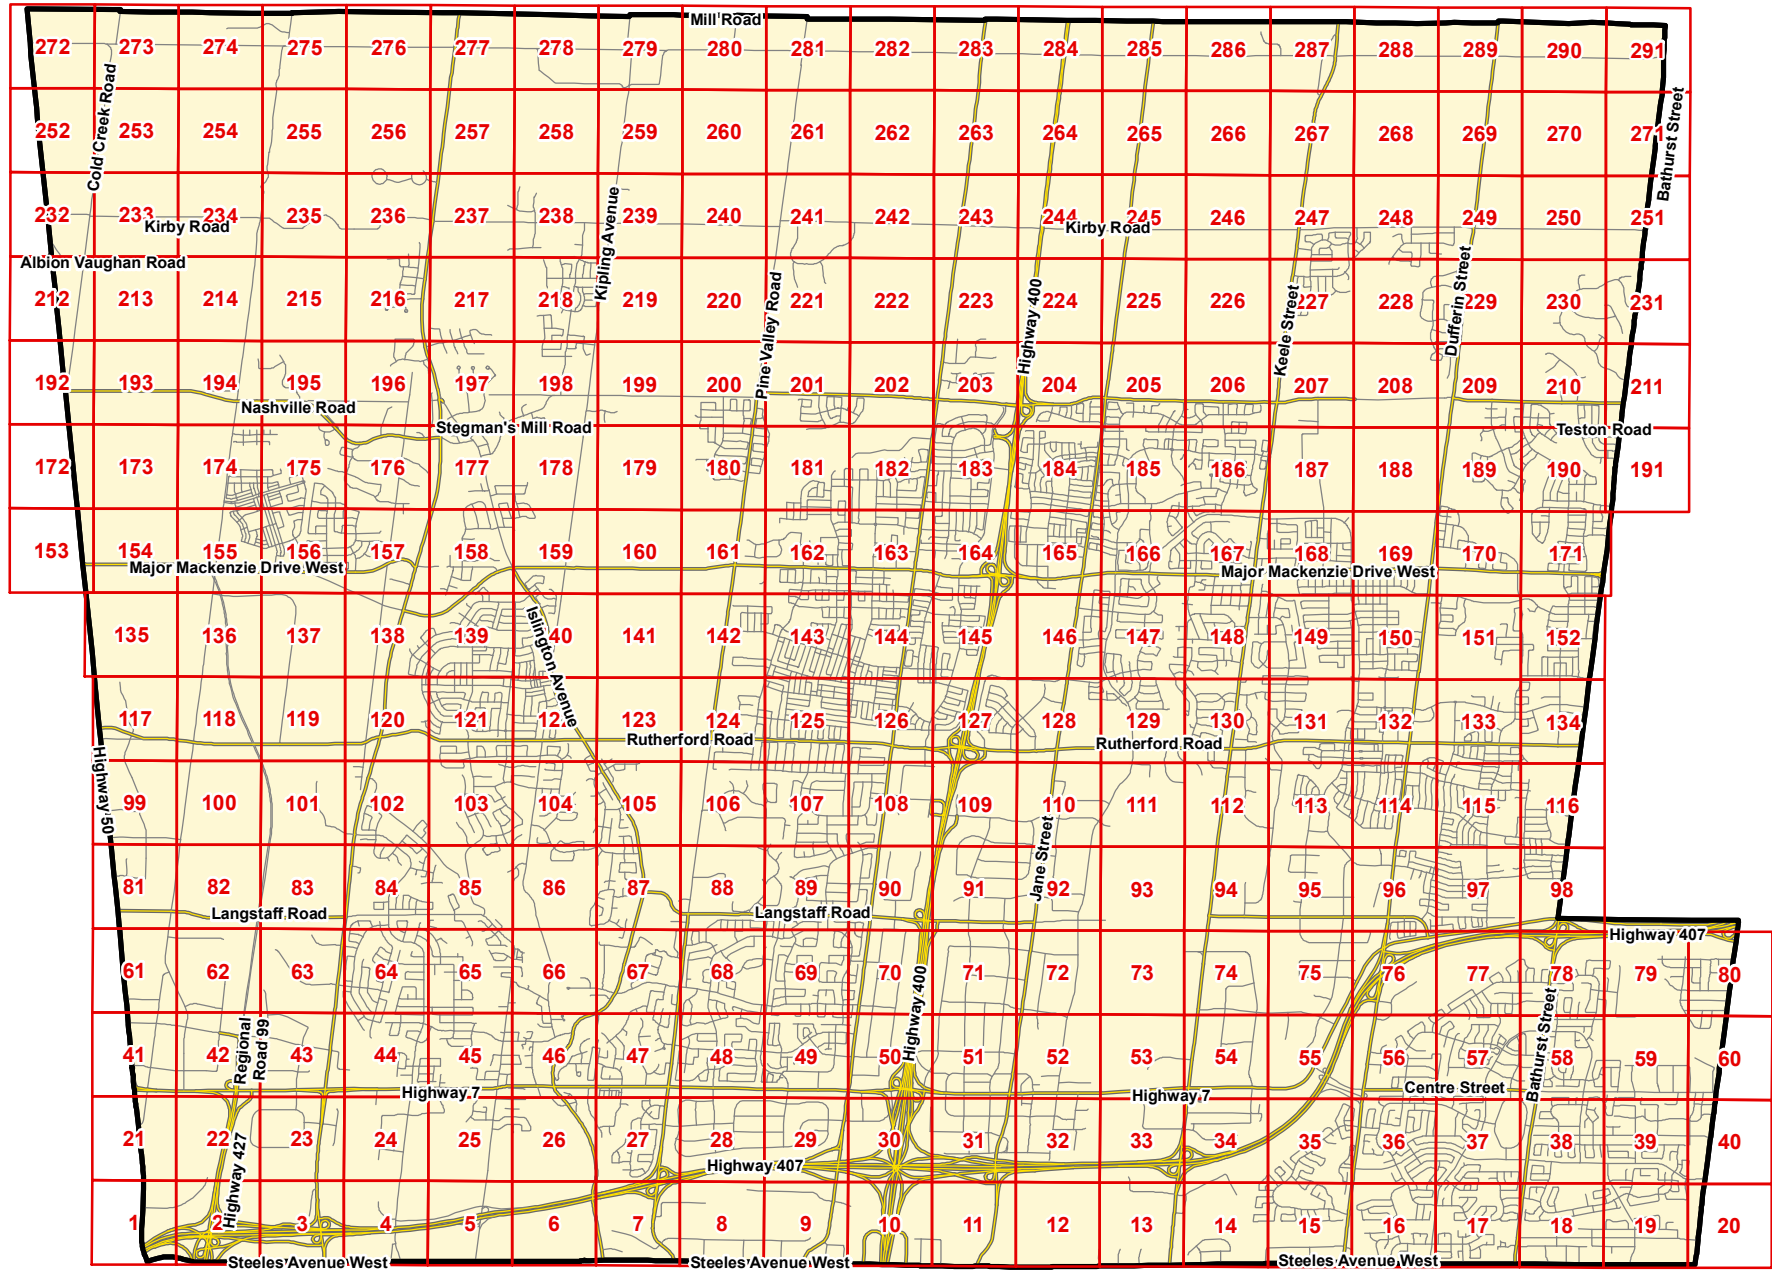 Mill Road
272 273 274 275 276 277 278 279 280 281 282 283 284 285 286 287 288 289 290 291
Cold Creek Road
Bathurst Street
252 253 254 255 256 257 258 259 260 261 262 263 264 265 266 267 268 269 270 271
232 233 234 235 236 237 238 239 240 241 242 243 244 245 246 247 248 249 250 251
Kirby Road
Kirby Road
Kipling Avenue
Albion Vaughan Road
Pine Valley Road
Highway 400
Keele Street
Dufferin Street
212 213 214 215 216 217 218 219 220 221 222 223 224 225 226 227 228 229 230 231
192 193 194 195 196 197 198 199 200 201 202 203 204 205 206 207 208 209 210 211
Nashville Road
Stegman's Mill Road
Teston Road
172 173 174 175 176 177 178 179 180 181 182 183 184 185 186 187 188 189 190 191
153 154 155 156 157 158 159 160 161 162 163 164 165 166 167 168 169 170 171
Major Mackenzie Drive West
Major Mackenzie Drive West
Islington Avenue
135 136 137 138 139 40 141 142 143 144 145 146 147 148 149 150 151 152
117 118 119 120 121 12 123 124 125 126 127 128 129 130 131 132 133 134
Rutherford Road
Rutherford Road
Highway 50
99 100 101 102 103 104 105 106 107 108 109 110 111 112 113 114 115 116
Jane Street
81 82 83 84 85 86 87 88 89 90 91 92 93 94 95 96 97 98
Langstaff Road
Langstaff Road
Highway 407
61 62 63 64 65 66 67 68 69 70 71 72 73 74 75 76 77 78 79 80
Highway 400
Bathurst Street
Regional
Road 99
41 42 43 44 45 46 47 48 49 50 51 52 53 54 55 56 57 58 59 60
Highway 7
Highway 7
Centre Street
21 22 23 24 25 26 27 28 29 30 31 32 33 34 35 36 37 38 39 40
Highway 427
Highway 407
1 2 3 4 5 6 7 8 9 10 11 12 13 14 15 16 17 18 19 20
Steeles Avenue West
Steeles Avenue West
Steeles Avenue West